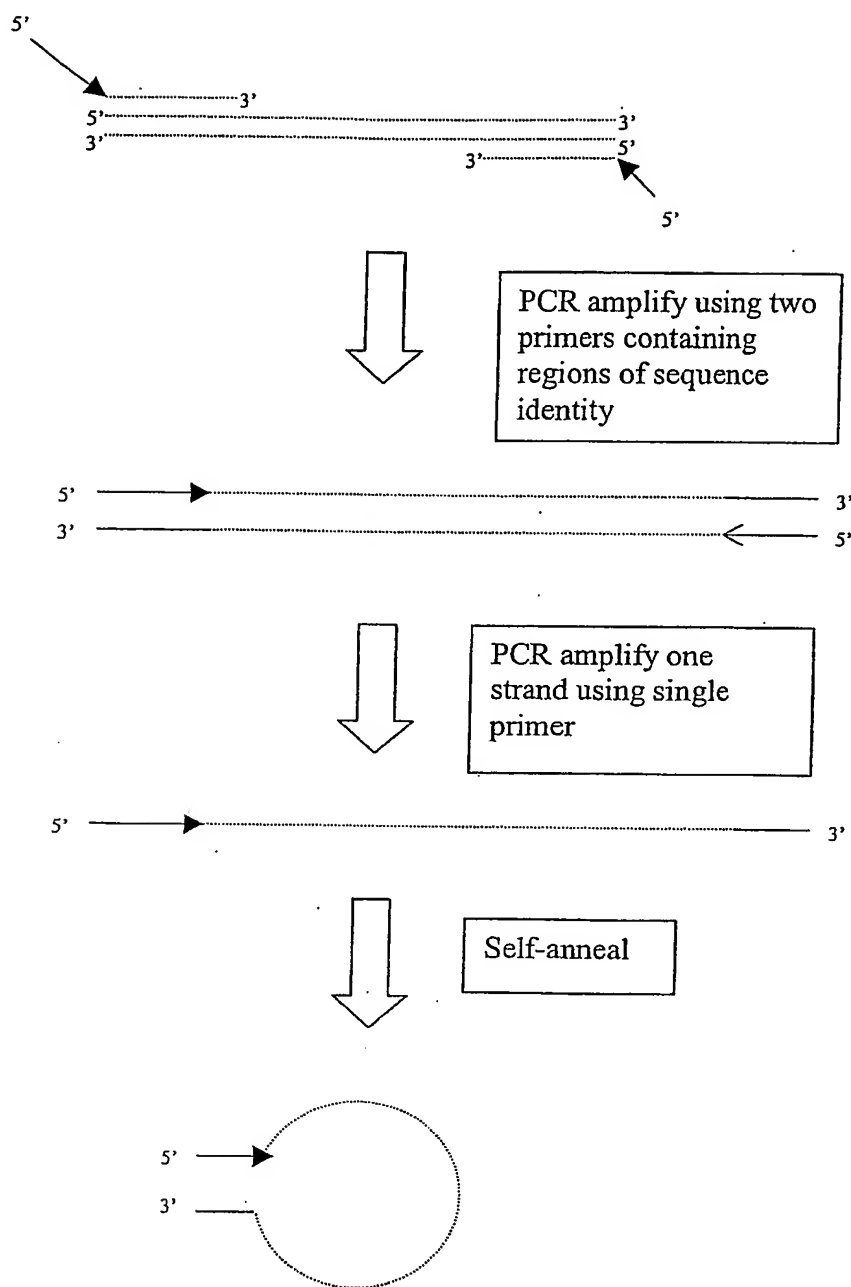 5'
3'
5' 3'
3' 5'
3'
5'
PCR amplify using two
primers containing
regions of sequence
identity
5' 3'
3' 5'
PCR amplify one
strand using single
primer
5' 3'
Self-anneal
5'
3'